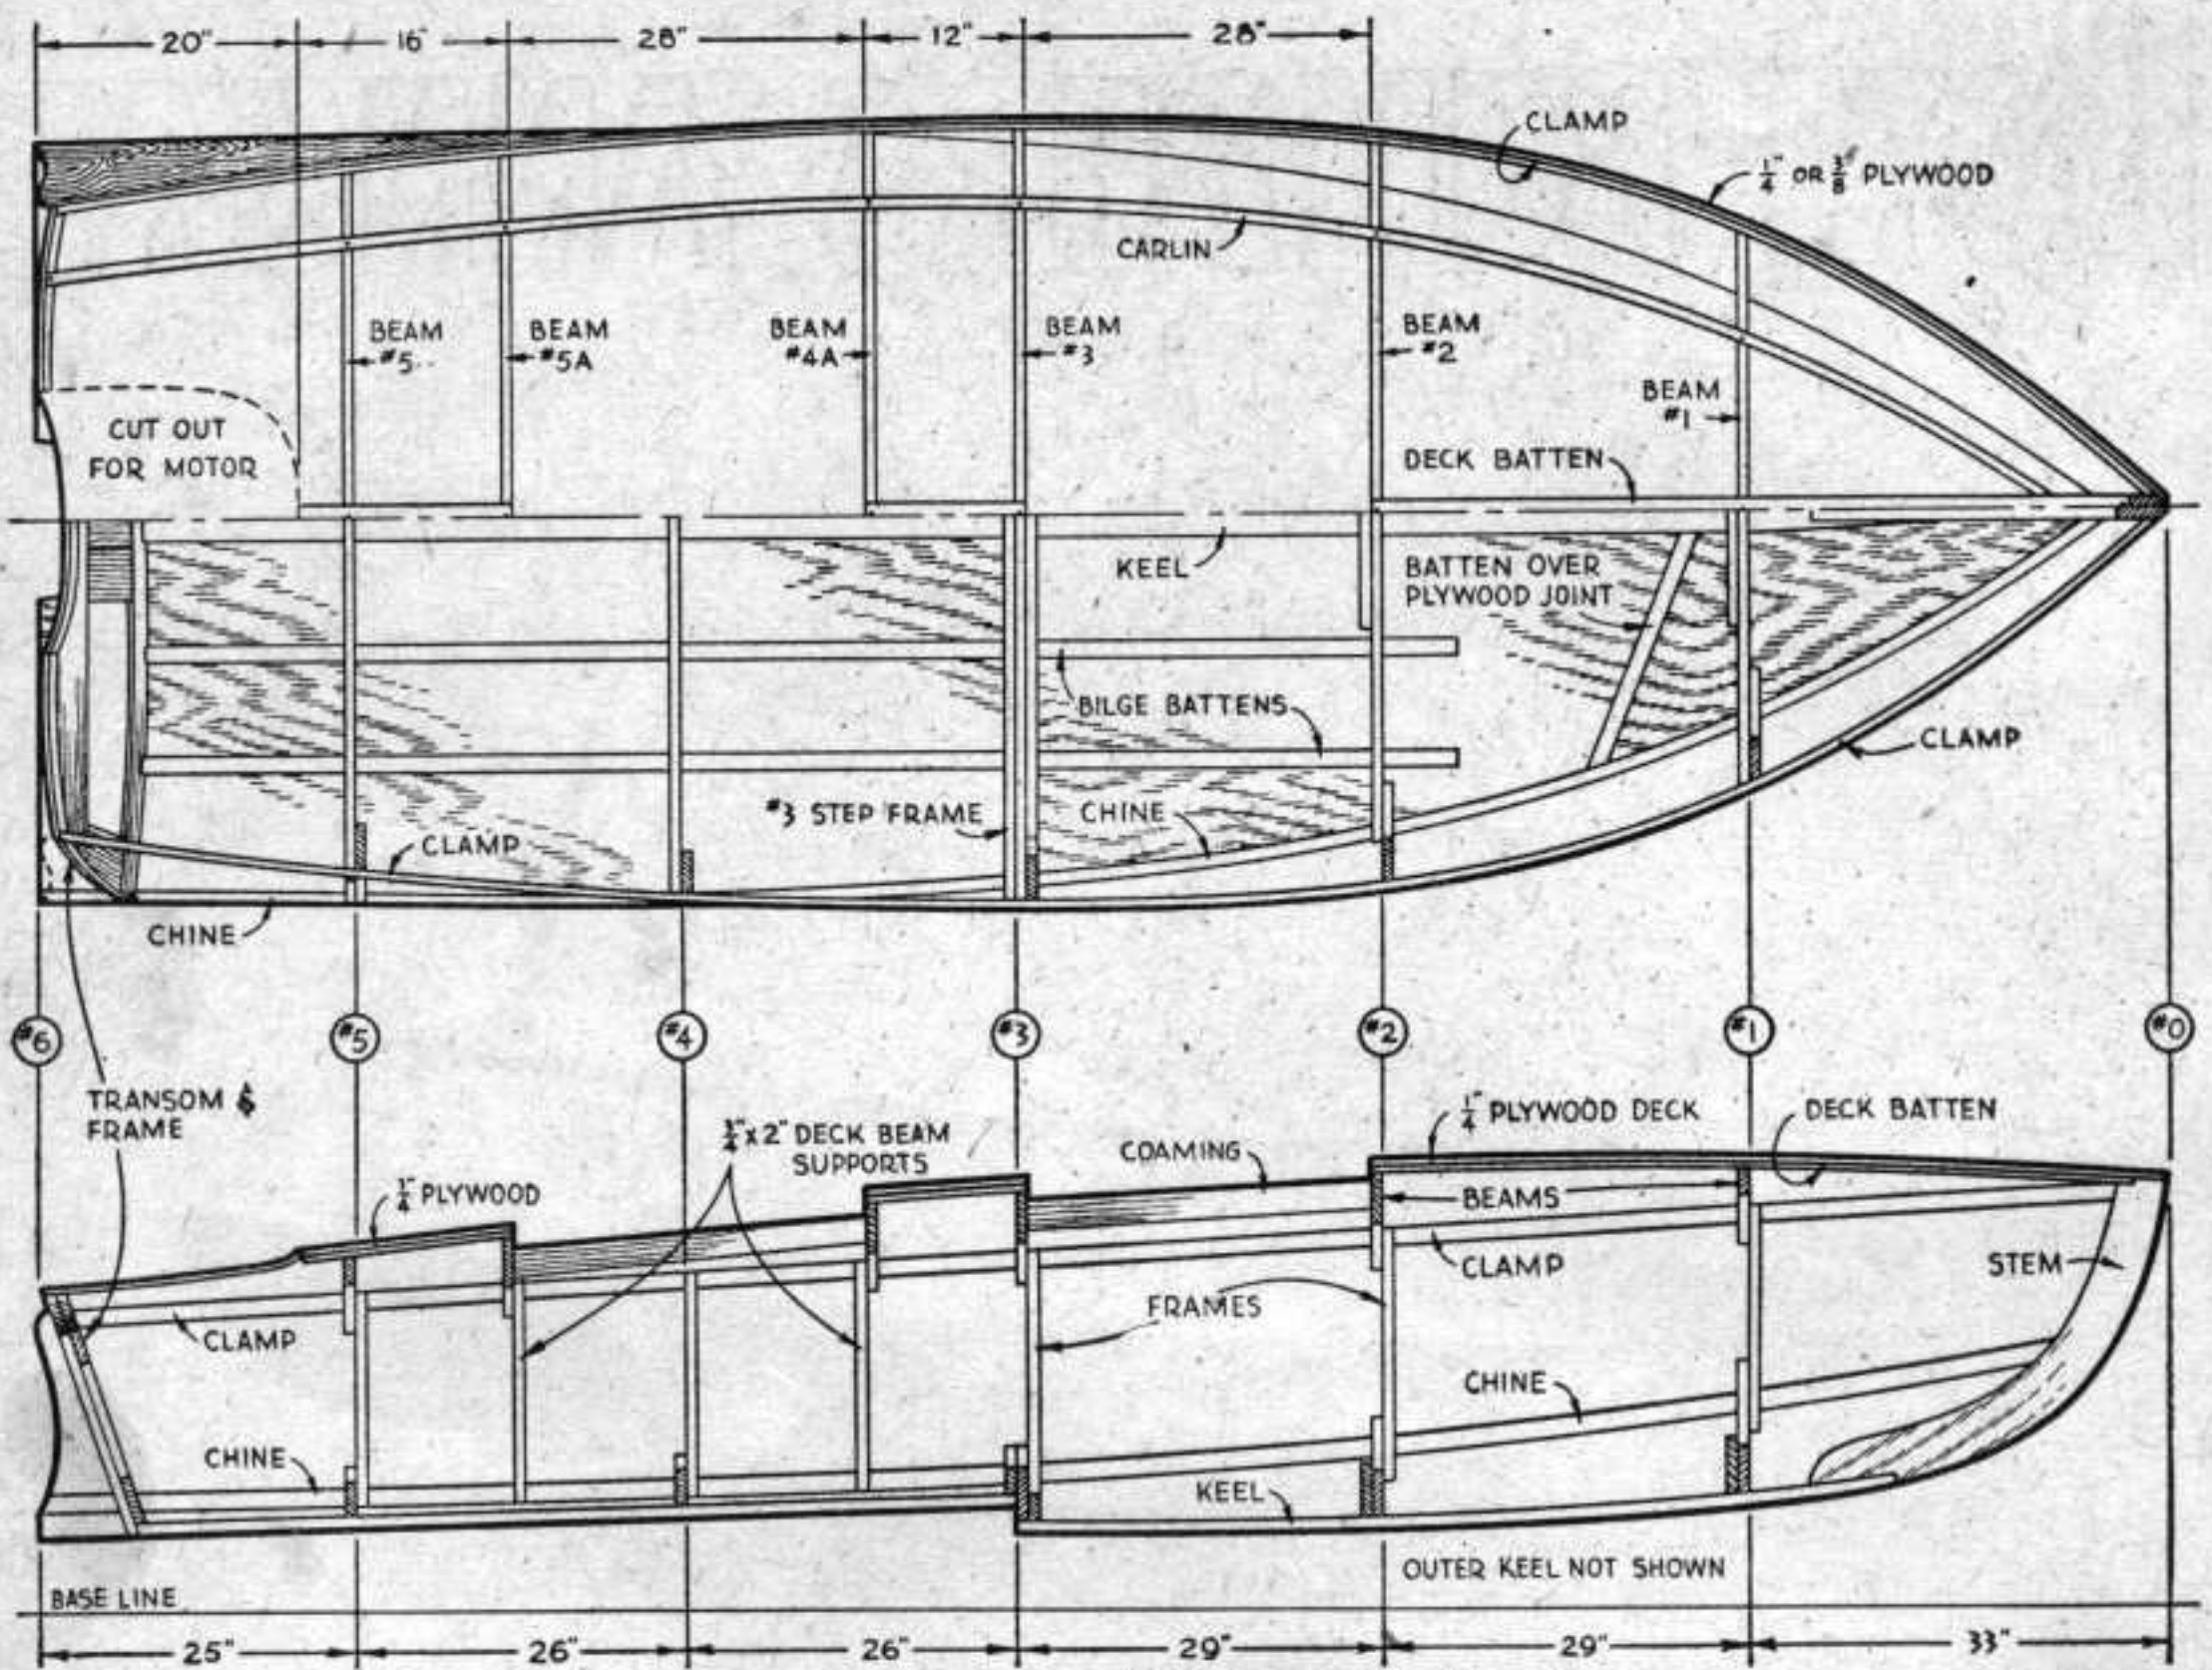 20" 16" 28" 12" 28"
CLAMP
1/4" OR 3/8" PLYWOOD
CARLIN
BEAM #5
BEAM #5A
BEAM #4A
BEAM #3
BEAM #2
BEAM #1
CUT OUT
FOR MOTOR
DECK BATTEN
KEEL
BATTEN OVER
PLYWOOD JOINT
BILGE BATTENS
CLAMP
#3 STEP FRAME
CHINE
CLAMP
CHINE
#6 #5 #4 #3 #2 #1 #0
TRANSOM &
FRAME
3/4" x 2" DECK BEAM
SUPPORTS
COAMING
1/4" PLYWOOD DECK
DECK BATTEN
1/4" PLYWOOD
BEAMS
CLAMP
STEM
FRAMES
CLAMP
CHINE
CHINE
KEEL
OUTER KEEL NOT SHOWN
BASE LINE
25" 26" 26" 29" 29" 33"